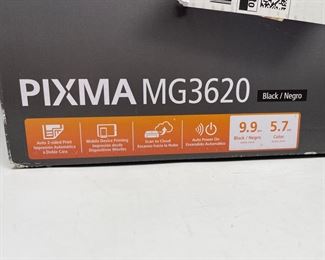 PIXMA MG3620
Black / Negro
Auto 2-sided Print
Impresión Automática
a Doble Cara
Mobile Device Printing
Impresión desde
Dispositivos Móviles
Scan to Cloud
Escaneo hacia la Nube
Auto Power On
Encendido Automático
9.9
Black / Negro
5.7
Color